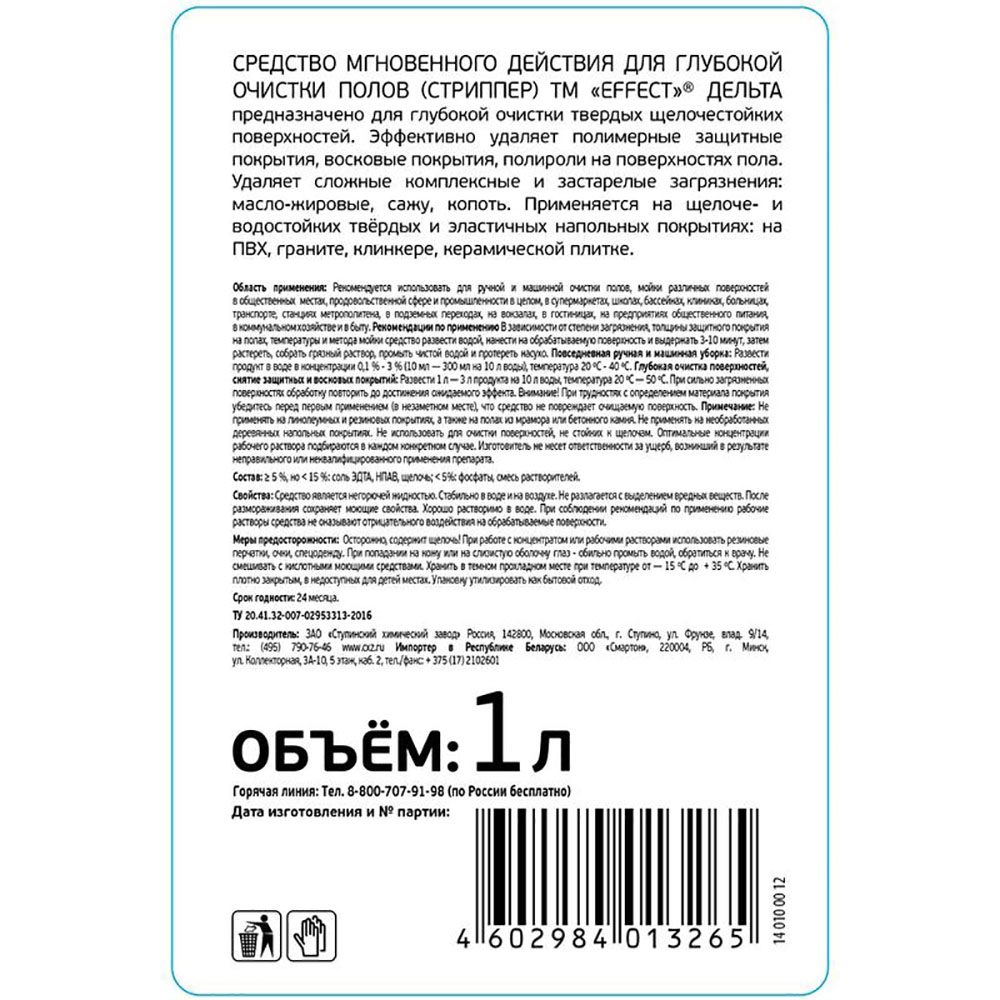 СРЕДСТВО МГНОВЕННОГО ДЕЙСТВИЯ ДЛЯ ГЛУБОКОЙ
ОЧИСТКИ ПОЛОВ (СТРИППЕР) ТМ «EFFECT»® ДЕЛЬТА
предназначено для глубокой очистки твердых щелочестойких
поверхностей. Эффективно удаляет полимерные защитные
покрытия, восковые покрытия, полироли на поверхностях пола.
Удаляет сложные комплексные и застарелые загрязнения:
масло-жировые, сажу, копоть. Применяется на щелоче- и
водостойких твёрдых и эластичных напольных покрытиях: на
ПВХ, граните, клинкере, керамической плитке.
Область применения: Рекомендуется использовать для ручной и машинной очистки полов, мойки различных поверхностей
в общественных местах, продовольственной сфере и промышленности в целом, в супермаркетах, школах, бассейнах, клиниках, больницах,
транспорте, станциях метрополитена, в подземных переходах, на вокзалах, в гостиницах, на предприятиях общественного питания,
в коммунальном хозяйстве и в быту. Рекомендации по применению В зависимости от степени загрязнения, толщины защитного покрытия
на полах, температуры и метода мойки средство развести водой, нанести на обрабатываемую поверхность и выдержать 3-10 минут, затем
растереть, собрать грязный раствор, промыть чистой водой и протереть насухо. Повседневная ручная и машинная уборка: Развести
продукт в воде в концентрации 0,1 % - 3 % (10 мл — 300 мл на 10 л воды), температура 20 ºС - 40 ºС. Глубокая очистка поверхностей,
снятие защитных и восковых покрытий: Развести 1 л — 3 л продукта на 10 л воды, температура 20 ºС — 50 ºС. При сильно загрязненных
поверхностях обработку повторить до достижения ожидаемого эффекта. Внимание! При трудностях с определением материала покрытия
убедитесь перед первым применением (в незаметном месте), что средство не повреждает очищаемую поверхность. Примечание: Не
применять на линолеумных и резиновых покрытиях, а также на полах из мрамора или бетонного камня. Не применять на необработанных
деревянных напольных покрытиях. Не использовать для очистки поверхностей, не стойких к щелочам. Оптимальные концентрации
рабочего раствора подбираются в каждом конкретном случае. Изготовитель не несет ответственности за ущерб, возникший в результате
неправильного или неквалифицированного применения препарата.
Состав: ≥ 5 %, но < 15 %: соль ЭДТА, НПАВ, щелочь; < 5%: фосфаты, смесь растворителей.
Свойства: Средство является негорючей жидкостью. Стабильно в воде и на воздухе. Не разлагается с выделением вредных веществ. После
размораживания сохраняет моющие свойства. Хорошо растворимо в воде. При соблюдении рекомендаций по применению рабочие
растворы средства не оказывают отрицательного воздействия на обрабатываемые поверхности.
Меры предосторожности: Осторожно, содержит щелочь! При работе с концентратом или рабочими растворами использовать резиновые
перчатки, очки, спецодежду. При попадании на кожу или на слизистую оболочку глаз - обильно промыть водой, обратиться к врачу. Не
смешивать с кислотными моющими средствами. Хранить в темном прохладном месте при температуре от — 15 ºС до + 35 ºС. Хранить
плотно закрытым, в недоступных для детей местах. Упаковку утилизировать как бытовой отход.
Срок годности: 24 месяца.
ТУ 20.41.32-007-02953313-2016
Производитель: ЗАО «Ступинский химический завод» Россия, 142800, Московская обл., г. Ступино, ул. Фрунзе, влад. 9/14,
тел.: (495) 790-76-46 www.cxz.ru Импортер в Республике Беларусь: ООО «Смартон», 220004, РБ, г. Минск,
ул. Коллекторная, 3А-10, 5 этаж, каб. 2, тел./факс: + 375 (17) 2102601
ОБЪЁМ: 1 л
Горячая линия: Тел. 8-800-707-91-98 (по России бесплатно)
Дата изготовления и № партии:
4 602984 013265
14 010 00 12